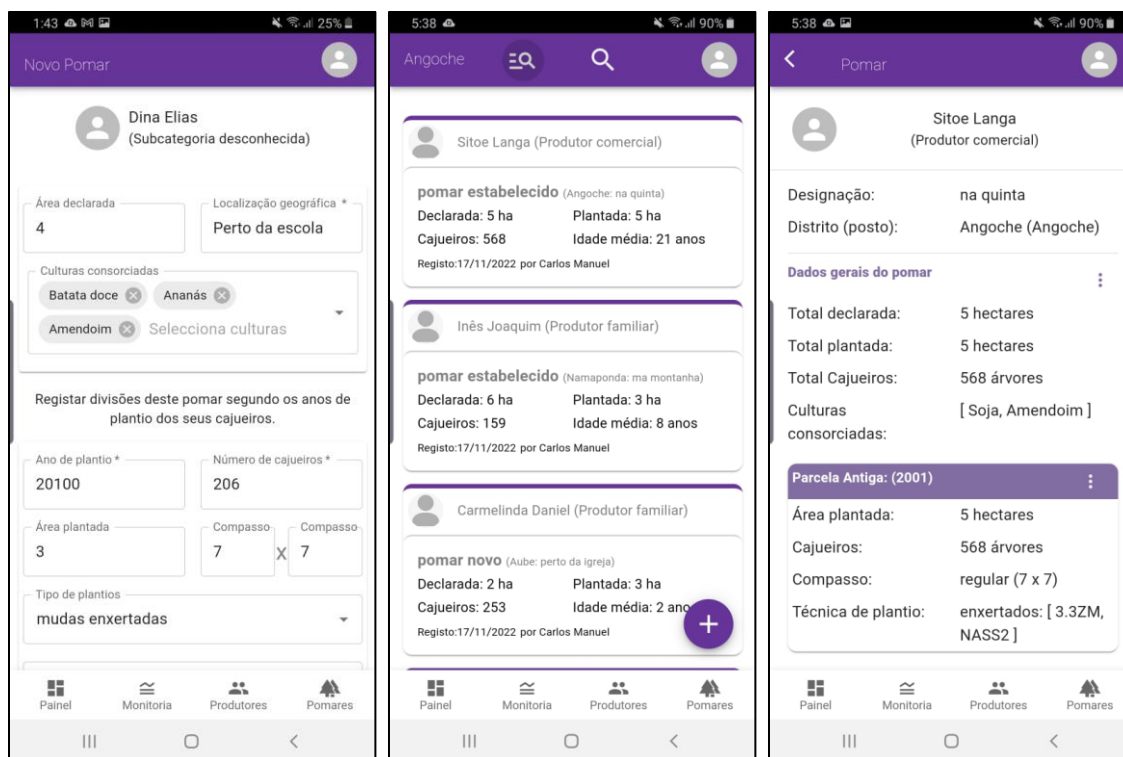 1:43 25%
Novo Pomar
Dina Elias
(Subcategoria desconhecida)
Área declarada
4
Localização geográfica *
Perto da escola
Culturas consorciadas
Batata doce Ananás
Amendoim Selecciona culturas
Registar divisões deste pomar segundo os anos de
plantio dos seus cajueiros.
Ano de plantio *
20100
Número de cajueiros *
206
Área plantada
3
Compasso
7
X
Compasso
7
Tipo de plantios
mudas enxertadas
Painel Monitoria Produtores Pomares
5:38 90%
Angoche
Sitoe Langa (Produtor comercial)
pomar estabelecido (Angoche: na quinta)
Declarada: 5 ha Plantada: 5 ha
Cajueiros: 568 Idade média: 21 anos
Registo:17/11/2022 por Carlos Manuel
Inês Joaquim (Produtor familiar)
pomar estabelecido (Namaponda: ma montanha)
Declarada: 6 ha Plantada: 3 ha
Cajueiros: 159 Idade média: 8 anos
Registo:17/11/2022 por Carlos Manuel
Carmelinda Daniel (Produtor familiar)
pomar novo (Aube: perto da igreja)
Declarada: 2 ha Plantada: 3 ha
Cajueiros: 253 Idade média: 2
Registo:17/11/2022 por Carlos Manuel
Painel Monitoria Produtores Pomares
5:38 90%
Pomar
Sitoe Langa
(Produtor comercial)
Designação: na quinta
Distrito (posto): Angoche (Angoche)
Dados gerais do pomar
Total declarada: 5 hectares
Total plantada: 5 hectares
Total Cajueiros: 568 árvores
Culturas [ Soja, Amendoim ]
consorciadas:
Parcela Antiga: (2001)
Área plantada: 5 hectares
Cajueiros: 568 árvores
Compasso: regular (7 x 7)
Técnica de plantio: enxertados: [ 3.3ZM,
NASS2 ]
Painel Monitoria Produtores Pomares